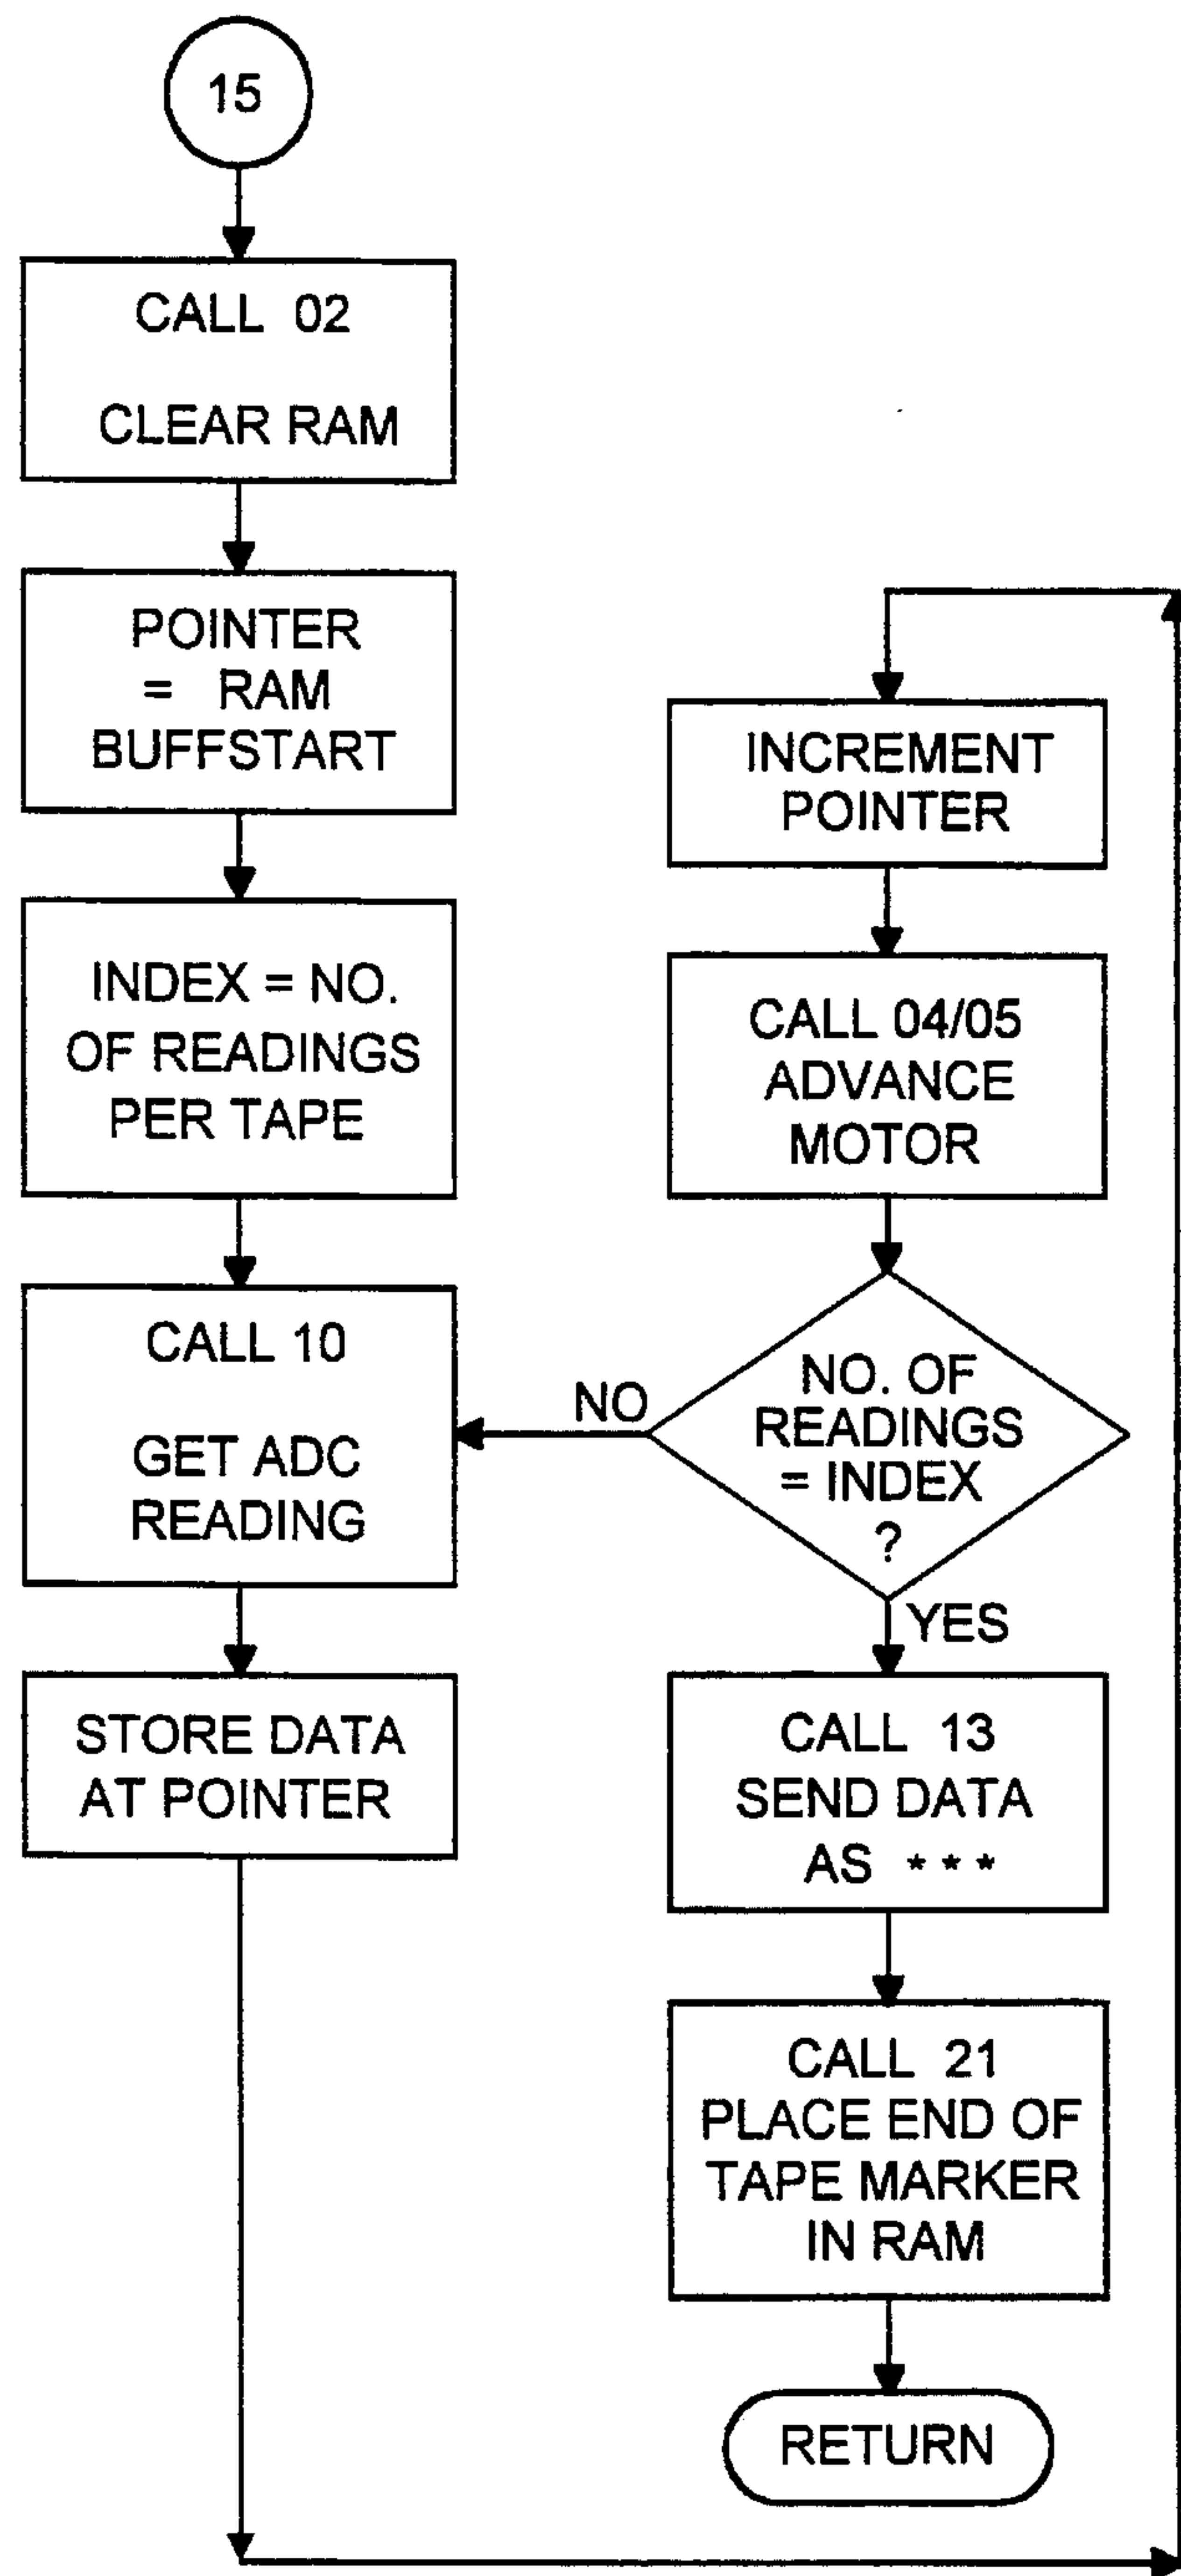 15
CALL 02
CLEAR RAM
POINTER
= RAM
BUFFSTART
INDEX = NO.
OF READINGS
PER TAPE
CALL 10
GET ADC
READING
STORE DATA
AT POINTER
INCREMENT
POINTER
CALL 04/05
ADVANCE
MOTOR
NO. OF
READINGS
= INDEX
?
NO
YES
CALL 13
SEND DATA
AS * * *
CALL 21
PLACE END OF
TAPE MARKER
IN RAM
RETURN